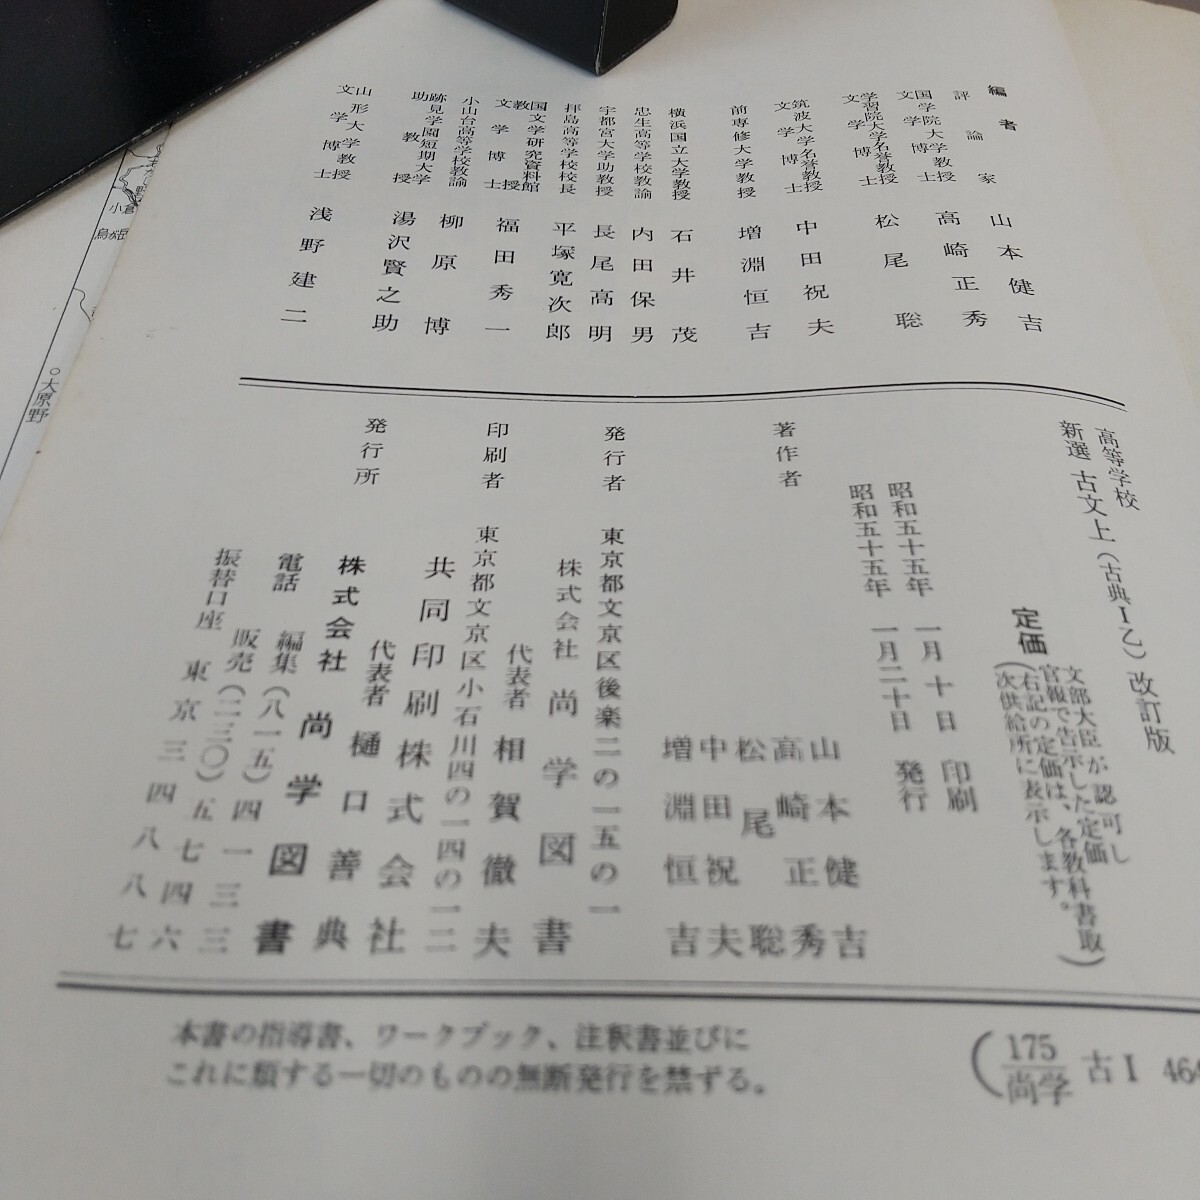 編者
評論家 山本健吉
国学院大学教授 文学博士 高崎正秀
学習院大学名誉教授 文学博士 松尾聡
筑波大学名誉教授 文学博士 中田祝夫
前専修大学教授 増淵恒吉
横浜国立大学教授 石井茂
忠生高等学校教諭 内田保男
宇都宮大学助教授 長尾高明
拝島高等学校校長 平塚寛次郎
国文学研究資料館教授 文学博士 福田秀一
小山台高等学校教諭 柳原博
跡見学園短期大学助教授 湯沢賢之助
山形大学教授 文学博士 浅野建二
高等学校
新選古文上(古典Ⅰ乙)改訂版
定価
文部大臣が認可し
官報で告示した定価
(右記の定価は、各教科書取
次供給所に表示します。)
昭和五十五年 一月十日 印刷
昭和五十五年 一月二十日 発行
著作者
山本健吉
高崎正秀
松尾聡
中田祝夫
増淵恒吉
発行者 東京都文京区後楽二の一五の一
株式会社 尚学図書
代表者 相賀徹夫
印刷者 東京都文京区小石川四の一四の一二
共同印刷株式会社
代表者 樋口善典
発行所 株式会社 尚学図書
電話 編集(八一五)四一三三
販売(二三〇)五七四六
振替口座 東京三四八八七
本書の指導書、ワークブック、注釈書並びに
これに類する一切のものの無断発行を禁ずる。
(175
尚学 古Ⅰ 464
大原野
小倉